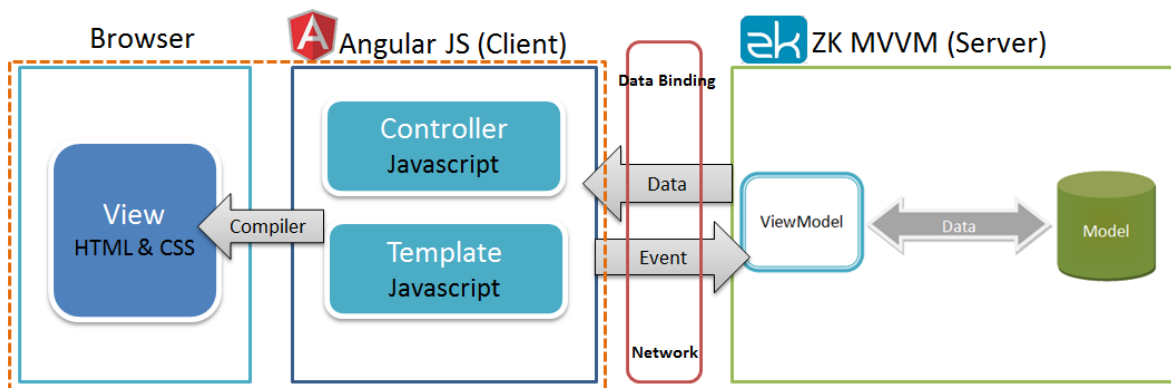 Browser
A
Angular JS (Client)
zk
ZK MVVM (Server)
Data Binding
Controller
Javascript
Data
View
HTML & CSS
Compiler
ViewModel
Data
Model
Template
Javascript
Event
Network